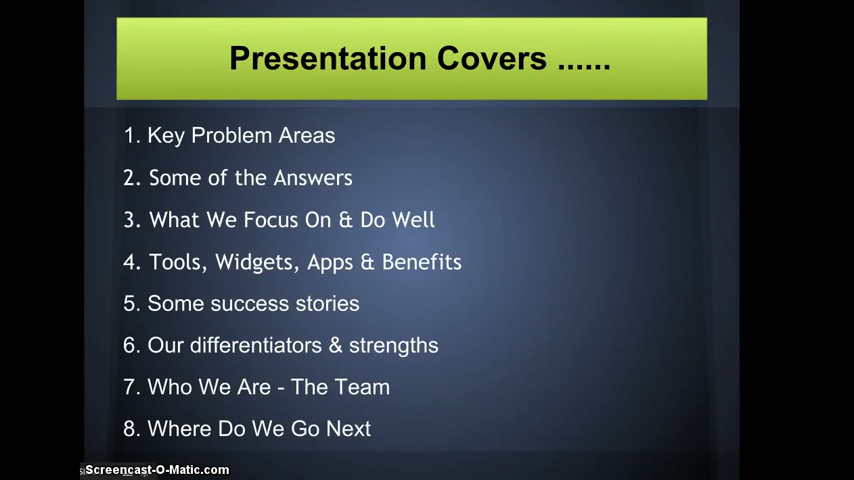 Presentation Covers ......
1. Key Problem Areas
2. Some of the Answers
3. What We Focus On & Do Well
4. Tools, Widgets, Apps & Benefits
5. Some success stories
6. Our differentiators & strengths
7. Who We Are - The Team
8. Where Do We Go Next
Screencast-O-Matic.com